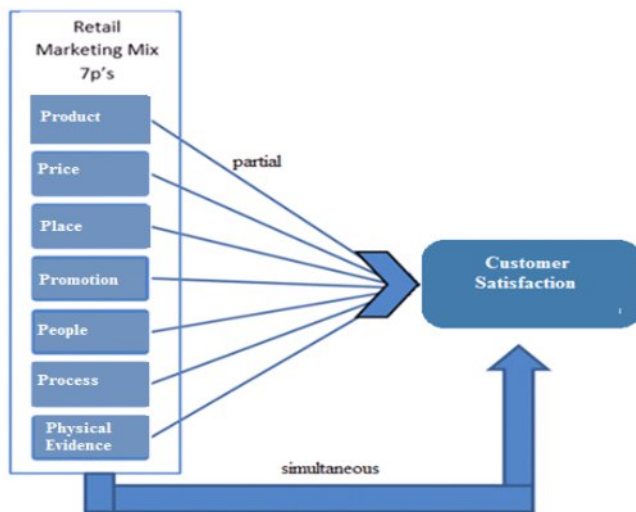 Retail
Marketing Mix
7p's
Product
Price
Place
Promotion
People
Process
Physical
Evidence
partial
Customer
Satisfaction
simultaneous